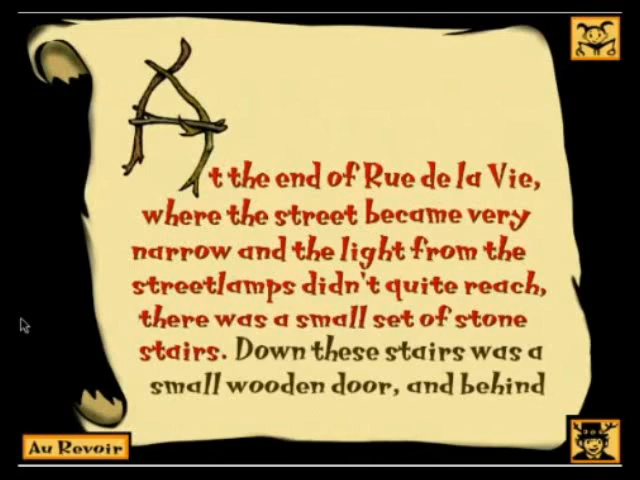 At the end of Rue de la Vie,
where the street became very
narrow and the light from the
streetlamps didn't quite reach,
there was a small set of stone
stairs. Down these stairs was a
small wooden door, and behind
Au Revoir